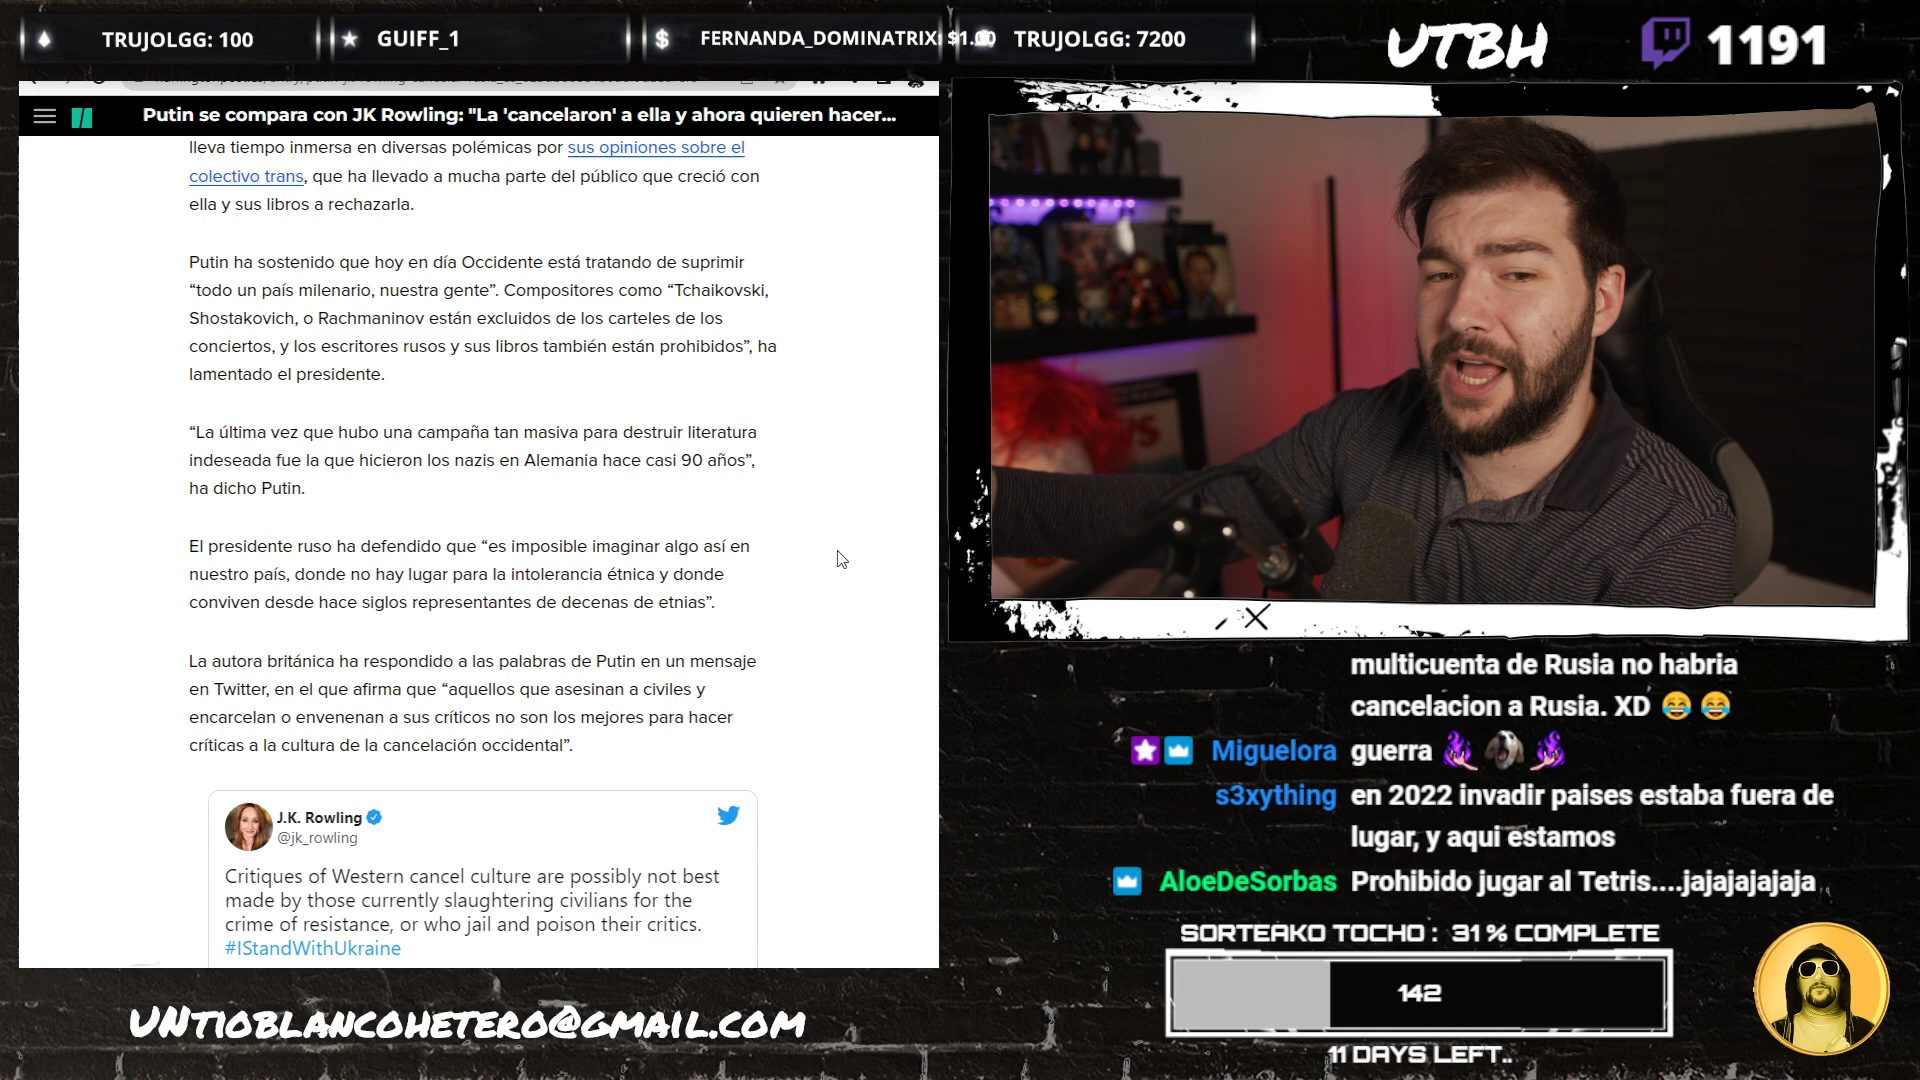 TRUJOLGG: 100
GUIFF_1
FERNANDA_DOMINATRIX: $1.00
TRUJOLGG: 7200
UTBH
1191
Putin se compara con JK Rowling: "La 'cancelaron' a ella y ahora quieren hacer...
lleva tiempo inmersa en diversas polémicas por sus opiniones sobre el
colectivo trans, que ha llevado a mucha parte del público que creció con
ella y sus libros a rechazarla.
Putin ha sostenido que hoy en día Occidente está tratando de suprimir
“todo un país milenario, nuestra gente”. Compositores como “Tchaikovski,
Shostakovich, o Rachmaninov están excluidos de los carteles de los
conciertos, y los escritores rusos y sus libros también están prohibidos”, ha
lamentado el presidente.
“La última vez que hubo una campaña tan masiva para destruir literatura
indeseada fue la que hicieron los nazis en Alemania hace casi 90 años”,
ha dicho Putin.
El presidente ruso ha defendido que “es imposible imaginar algo así en
nuestro país, donde no hay lugar para la intolerancia étnica y donde
conviven desde hace siglos representantes de decenas de etnias”.
La autora británica ha respondido a las palabras de Putin en un mensaje
en Twitter, en el que afirma que “aquellos que asesinan a civiles y
encarcelan o envenenan a sus críticos no son los mejores para hacer
críticas a la cultura de la cancelación occidental”.
J.K. Rowling
@jk_rowling
Critiques of Western cancel culture are possibly not best
made by those currently slaughtering civilians for the
crime of resistance, or who jail and poison their critics.
#IStandWithUkraine
multicuenta de Rusia no habria
cancelacion a Rusia. XD 😂 😂
Miguelora guerra
s3xything en 2022 invadir paises estaba fuera de
lugar, y aqui estamos
AloeDeSorbas Prohibido jugar al Tetris....jajajajajaja
SORTEAKO TOCHO : 31% COMPLETE
142
11 DAYS LEFT..
UNTIOBLANCOHETERO@GMAIL.COM